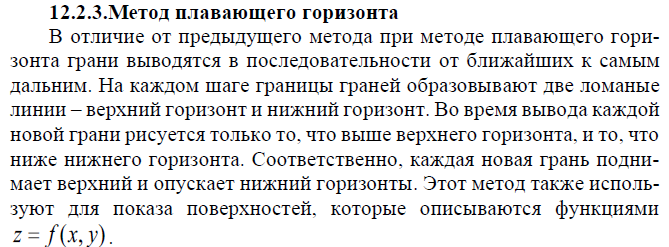 12.2.3.Метод плавающего горизонта
В отличие от предыдущего метода при методе плавающего гори-
зонта грани выводятся в последовательности от ближайших к самым
дальним. На каждом шаге границы граней образовывают две ломаные
линии – верхний горизонт и нижний горизонт. Во время вывода каждой
новой грани рисуется только то, что выше верхнего горизонта, и то, что
ниже нижнего горизонта. Соответственно, каждая новая грань подни-
мает верхний и опускает нижний горизонты. Этот метод также исполь-
зуют для показа поверхностей, которые описываются функциями
z = f(x, y).